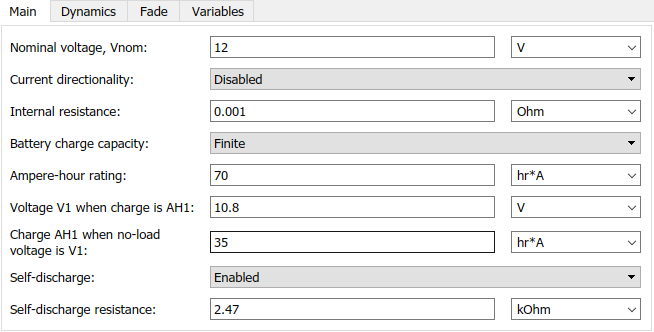 Main Dynamics Fade Variables
Nominal voltage, Vnom: 12 V
Current directionality: Disabled
Internal resistance: 0.001 Ohm
Battery charge capacity: Finite
Ampere-hour rating: 70 hr*A
Voltage V1 when charge is AH1: 10.8 V
Charge AH1 when no-load
voltage is V1: 35 hr*A
Self-discharge: Enabled
Self-discharge resistance: 2.47 kOhm